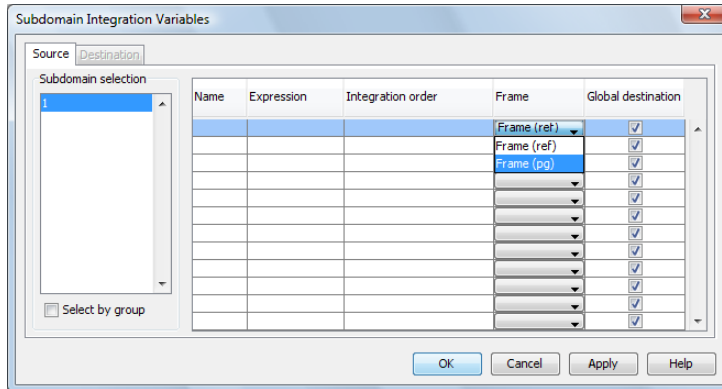 Subdomain Integration Variables
Source Destination
Subdomain selection
1
Select by group
Name Expression Integration order Frame Global destination
Frame (ref)
Frame (ref)
Frame (pg)
OK Cancel Apply Help